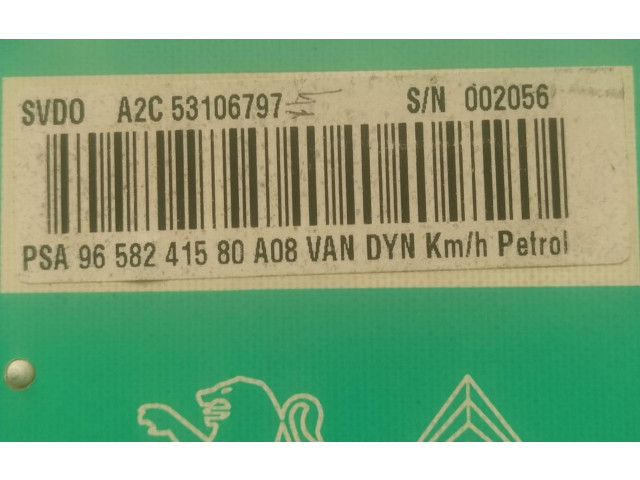 SVDO A2C 53106797 S/N 002056
PSA 96 582 415 80 A08 VAN DYN Km/h Petrol